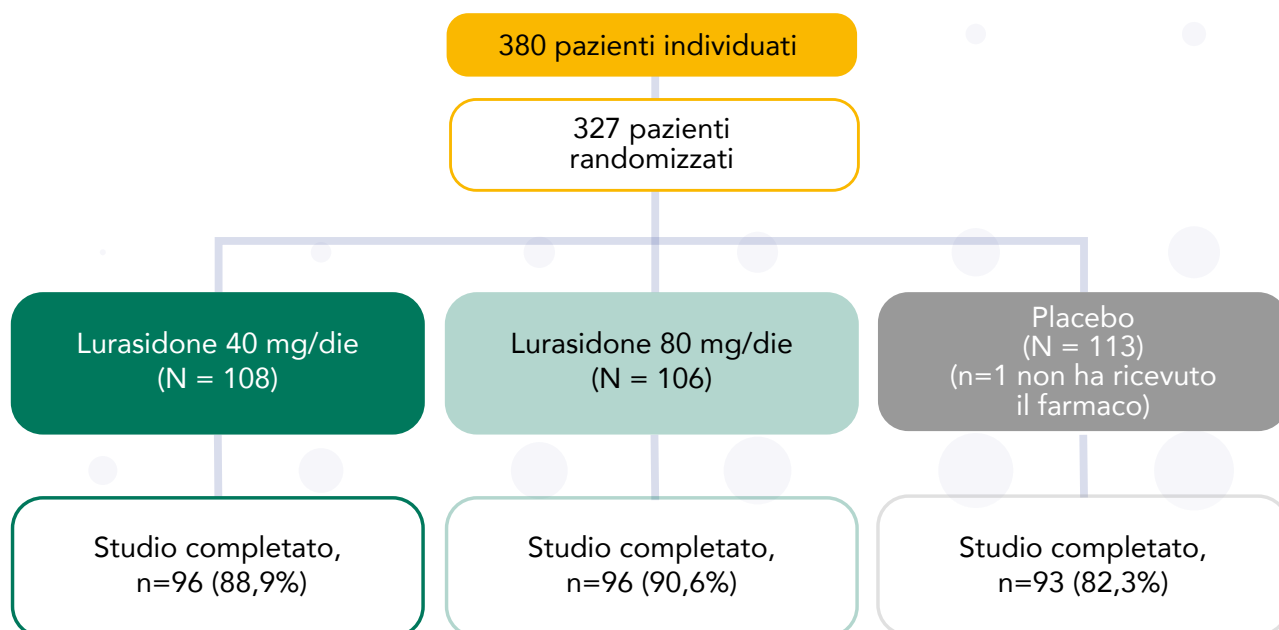 380 pazienti individuati
327 pazienti
randomizzati
Lurasidone 40 mg/die
(N = 108)
Lurasidone 80 mg/die
(N = 106)
Placebo
(N = 113)
(n=1 non ha ricevuto
il farmaco)
Studio completato,
n=96 (88,9%)
Studio completato,
n=96 (90,6%)
Studio completato,
n=93 (82,3%)